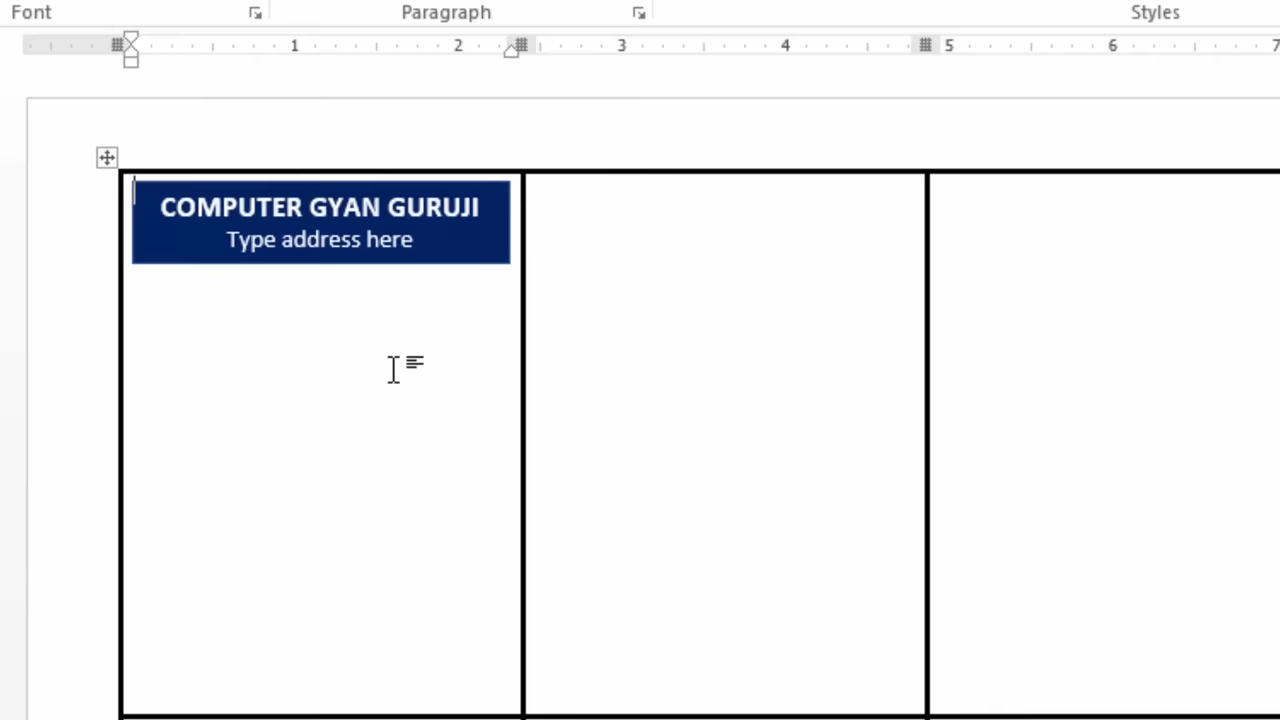 Font Paragraph Styles
1 2 3 4 5 6 7
COMPUTER GYAN GURUJI
Type address here